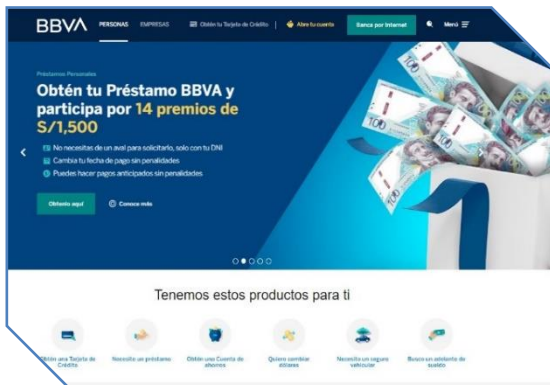 BBVA PERSONAS EMPRESAS Obtén tu Tarjeta de Crédito Abre tu cuenta Banca por Internet Menú
Préstamos Personales
Obtén tu Préstamo BBVA y
participa por 14 premios de
S/1,500
No necesitas de un aval para solicitarlo, solo con tu DNI
Cambia tu fecha de pago sin penalidades
Puedes hacer pagos anticipados sin penalidades
Obtenlo aquí Conoce más
100
100
100
Tenemos estos productos para ti
Obtén una Tarjeta de Crédito
Necesito un préstamo
Obtén una Cuenta de ahorros
Quiero cambiar dólares
Necesito un seguro vehicular
Busco un adelanto de sueldo